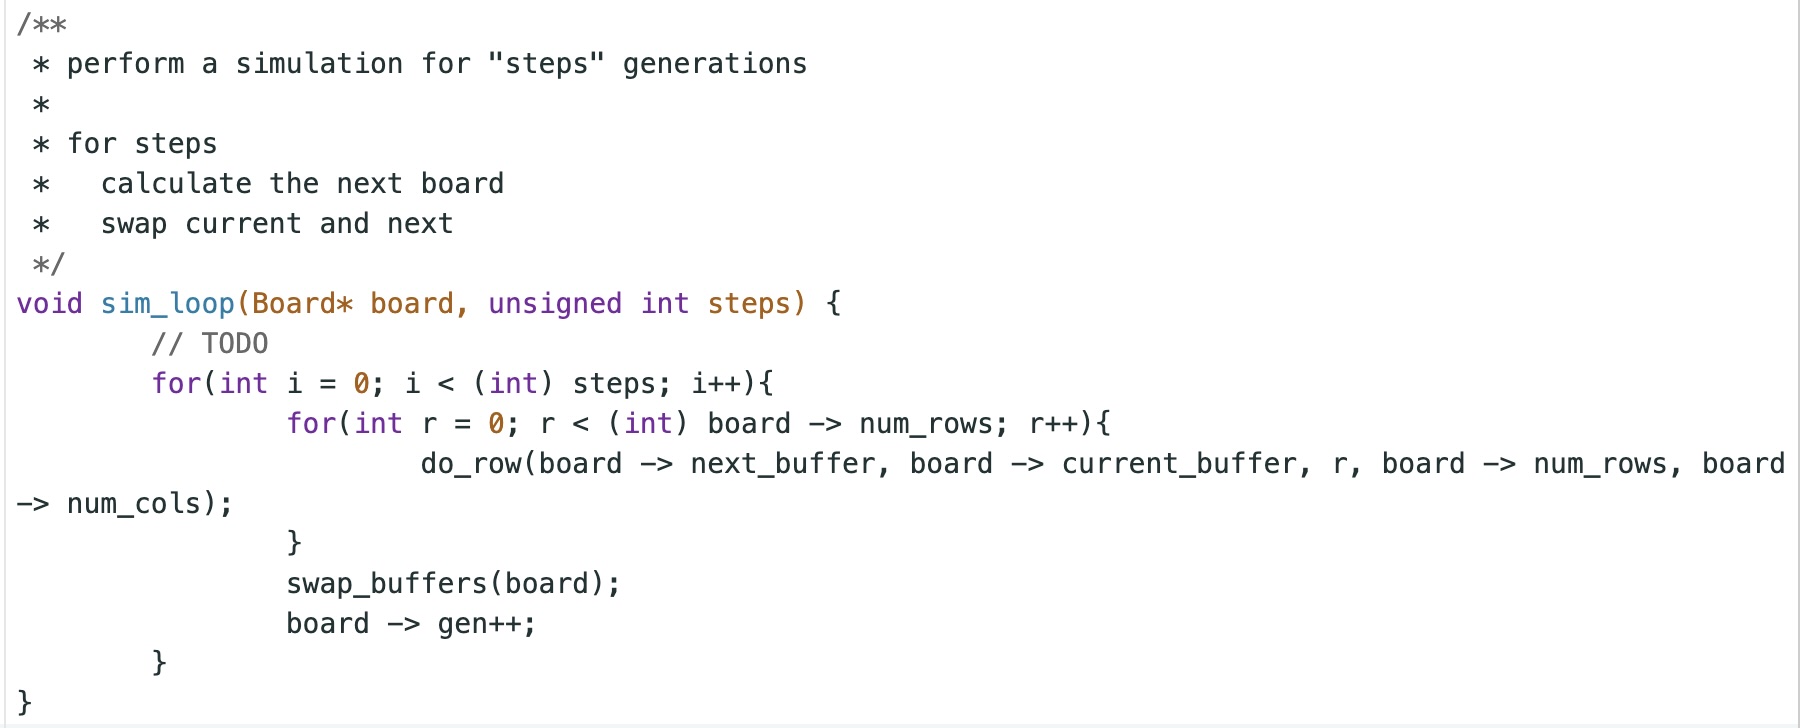 /**
 * perform a simulation for "steps" generations
 *
 * for steps
 *   calculate the next board
 *   swap current and next
 */
void sim_loop(Board* board, unsigned int steps) {
        // TODO
        for(int i = 0; i < (int) steps; i++){
                for(int r = 0; r < (int) board -> num_rows; r++){
                        do_row(board -> next_buffer, board -> current_buffer, r, board -> num_rows, board
-> num_cols);
                }
                swap_buffers(board);
                board -> gen++;
        }
}